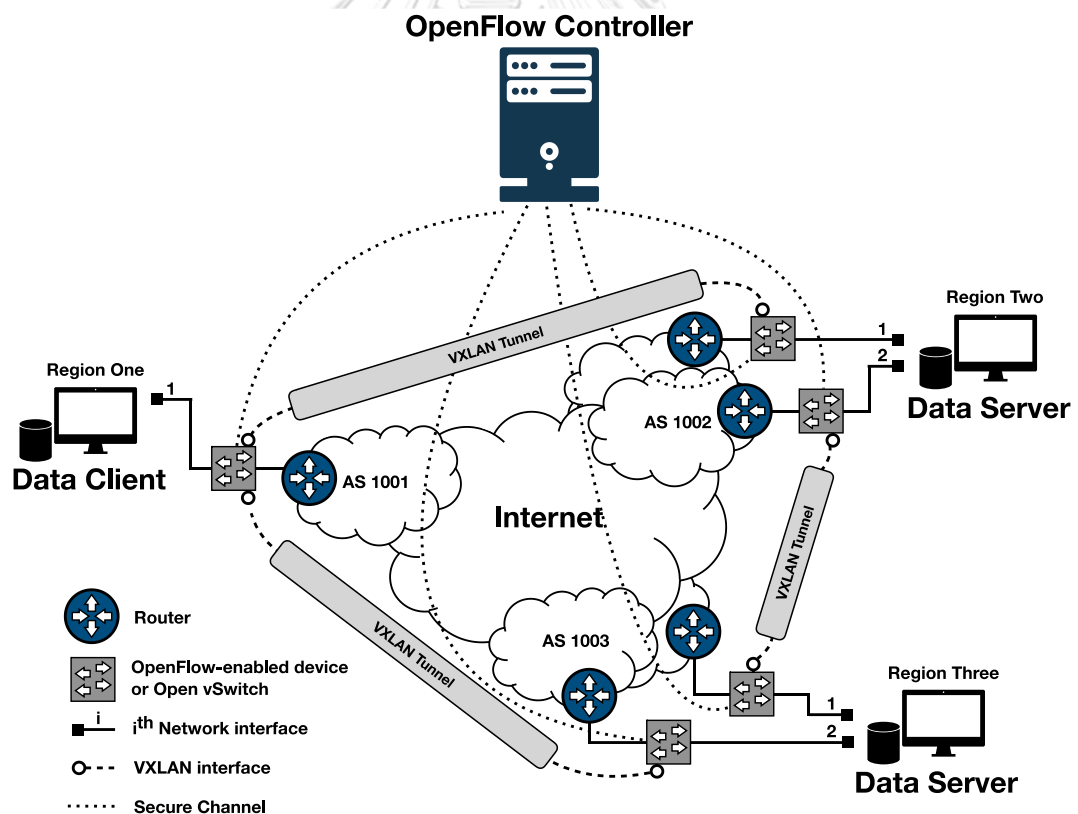 OpenFlow Controller
Region Two
1
2
Data Server
VXLAN Tunnel
Region One
1
Data Client
AS 1002
AS 1001
Internet
VXLAN Tunnel
VXLAN Tunnel
AS 1003
Router
OpenFlow-enabled device
or Open vSwitch
i
ith Network interface
VXLAN interface
Secure Channel
Region Three
1
2
Data Server